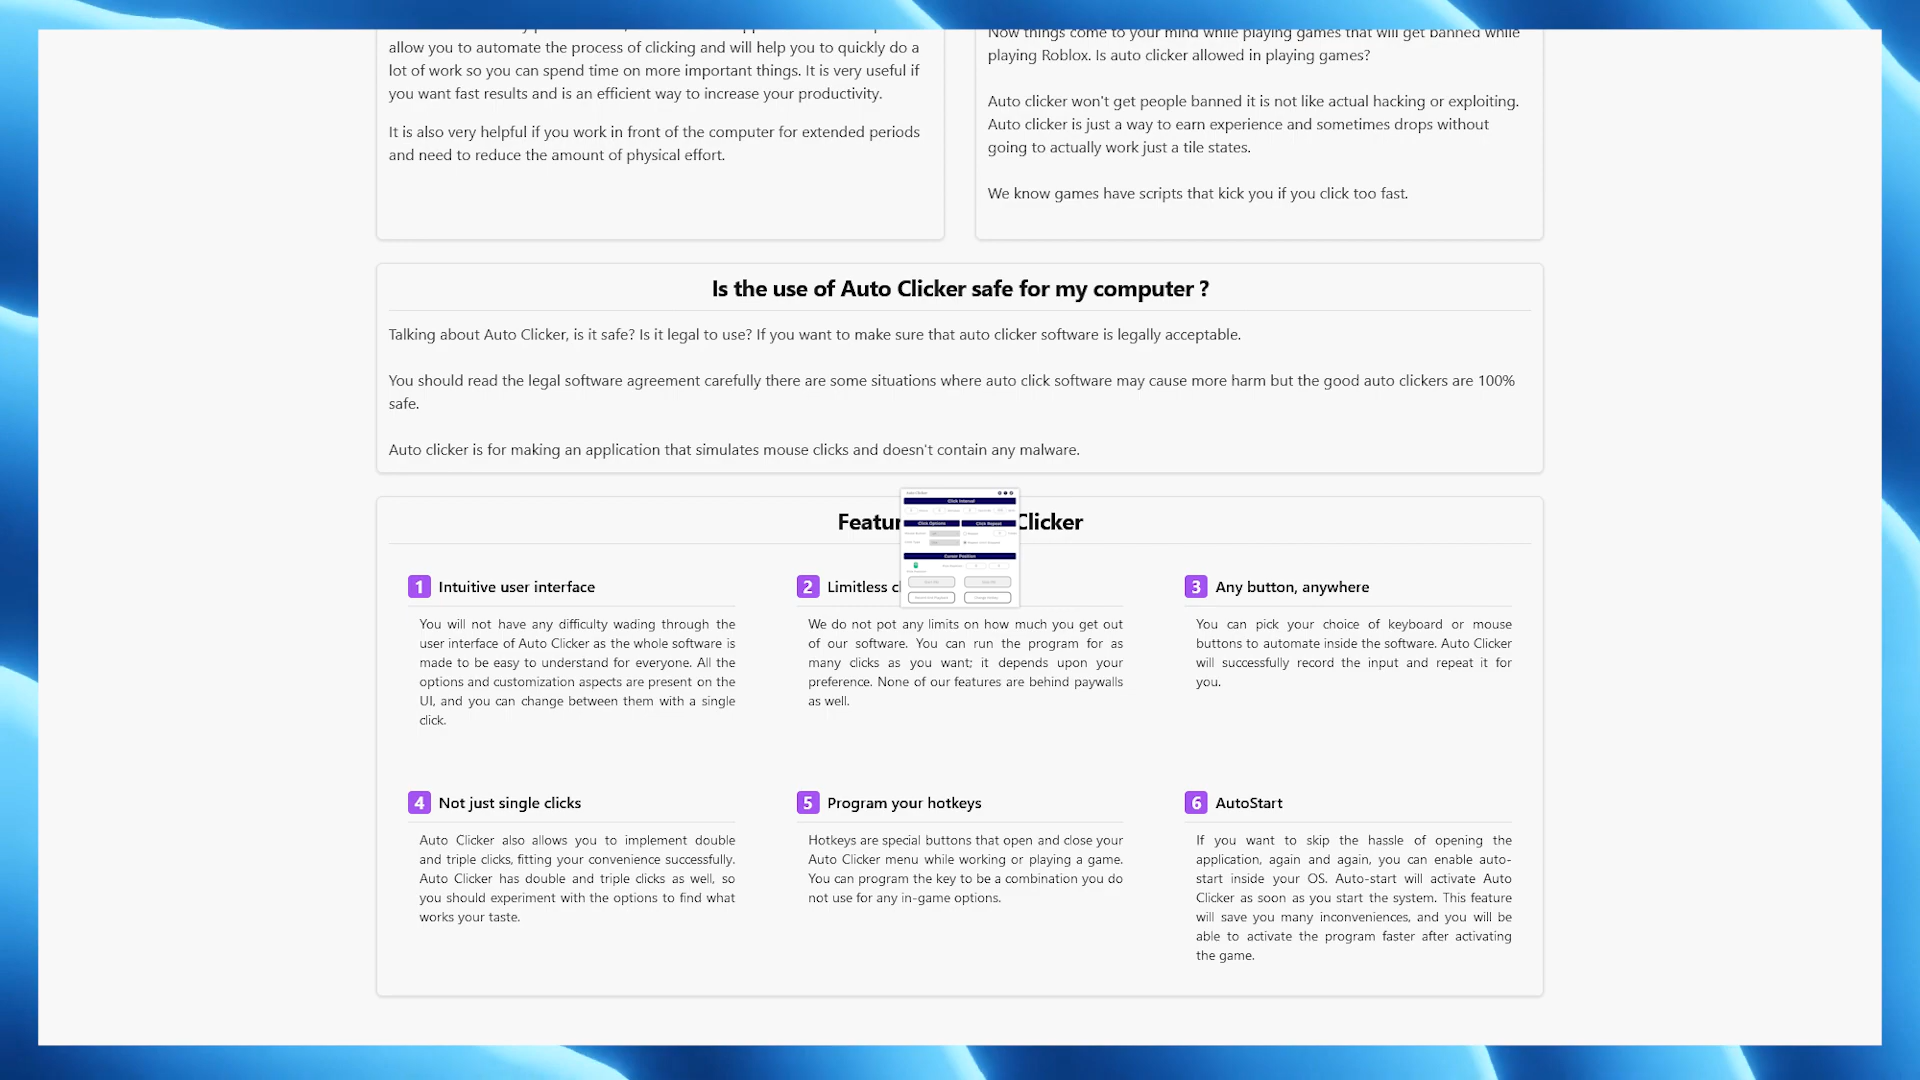 allow you to automate the process of clicking and will help you to quickly do a
lot of work so you can spend time on more important things. It is very useful if
you want fast results and is an efficient way to increase your productivity.
It is also very helpful if you work in front of the computer for extended periods
and need to reduce the amount of physical effort.
Now things come to your mind while playing games that will get banned while
playing Roblox. Is auto clicker allowed in playing games?
Auto clicker won't get people banned it is not like actual hacking or exploiting.
Auto clicker is just a way to earn experience and sometimes drops without
going to actually work just a tile states.
We know games have scripts that kick you if you click too fast.
Is the use of Auto Clicker safe for my computer ?
Talking about Auto Clicker, is it safe? Is it legal to use? If you want to make sure that auto clicker software is legally acceptable.
You should read the legal software agreement carefully there are some situations where auto click software may cause more harm but the good auto clickers are 100%
safe.
Auto clicker is for making an application that simulates mouse clicks and doesn't contain any malware.
Clicker
Click Interval
Click Options
Click Repeat
Cursor Position
1 Intuitive user interface
You will not have any difficulty wading through the
user interface of Auto Clicker as the whole software is
made to be easy to understand for everyone. All the
options and customization aspects are present on the
UI, and you can change between them with a single
click.
2 Limitless
We do not pot any limits on how much you get out
of our software. You can run the program for as
many clicks as you want; it depends upon your
preference. None of our features are behind paywalls
as well.
3 Any button, anywhere
You can pick your choice of keyboard or mouse
buttons to automate inside the software. Auto Clicker
will successfully record the input and repeat it for
you.
4 Not just single clicks
Auto Clicker also allows you to implement double
and triple clicks, fitting your convenience successfully.
Auto Clicker has double and triple clicks as well, so
you should experiment with the options to find what
works your taste.
5 Program your hotkeys
Hotkeys are special buttons that open and close your
Auto Clicker menu while working or playing a game.
You can program the key to be a combination you do
not use for any in-game options.
6 AutoStart
If you want to skip the hassle of opening the
application, again and again, you can enable auto-
start inside your OS. Auto-start will activate Auto
Clicker as soon as you start the system. This feature
will save you many inconveniences, and you will be
able to activate the program faster after activating
the game.